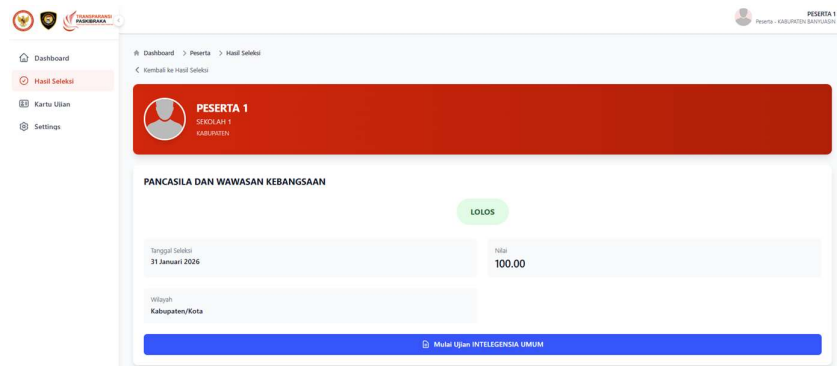 TRANSPARANSI
PASKIBRAKA
PESERTA 1
Peserta - KABUPATEN BANYUASIN
Dashboard
Hasil Seleksi
Kartu Ujian
Settings
Dashboard > Peserta > Hasil Seleksi
Kembali ke Hasil Seleksi
PESERTA 1
SEKOLAH 1
KABUPATEN
PANCASILA DAN WAWASAN KEBANGSAAN
LOLOS
Tanggal Seleksi
31 Januari 2026
Nilai
100.00
Wilayah
Kabupaten/Kota
Mulai Ujian INTELEGENSIA UMUM